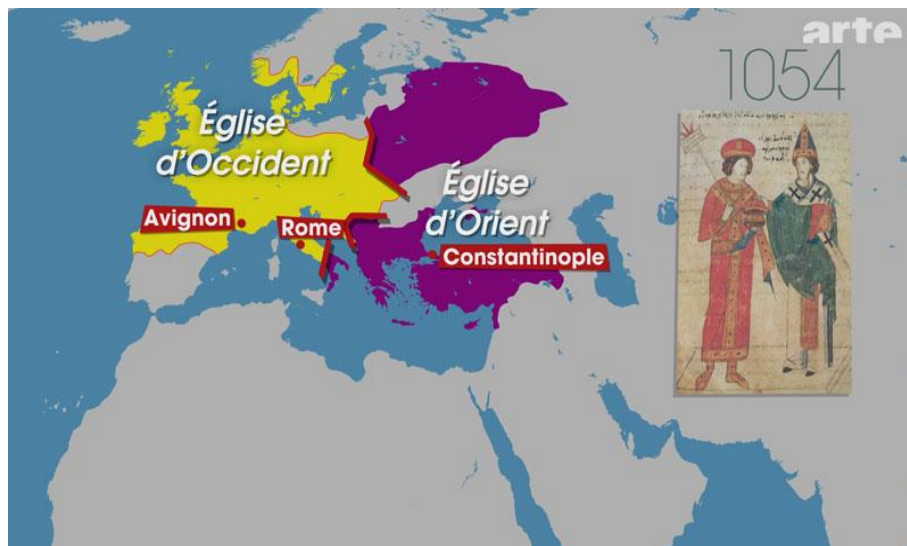 arte
1054
Église
d'Occident
Église
d'Orient
Avignon
Rome
Constantinople